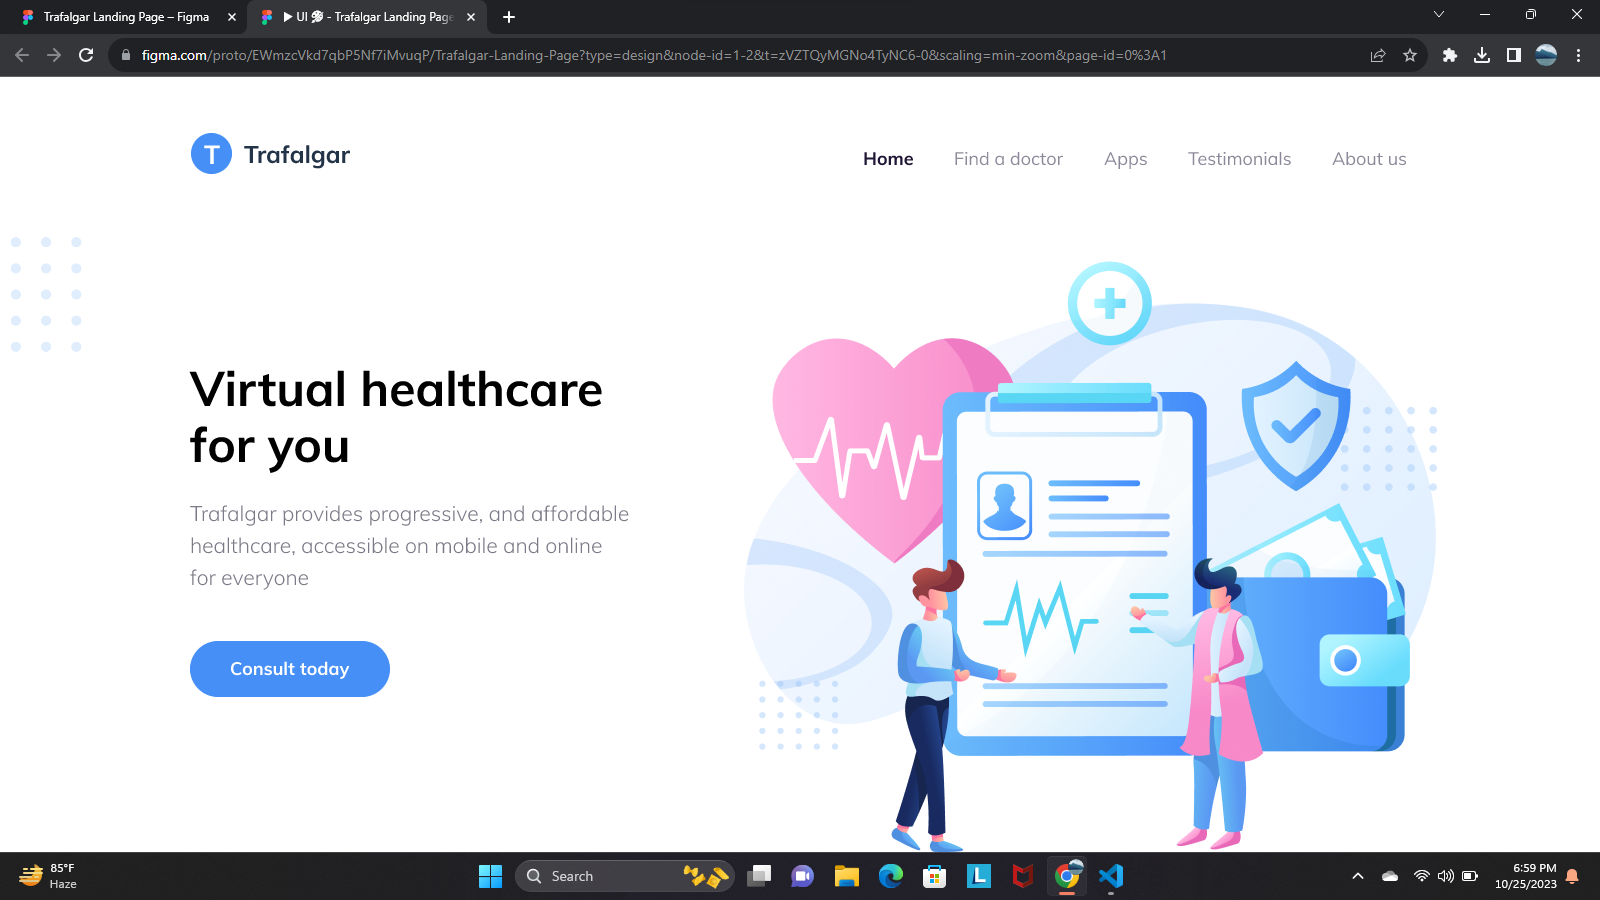 Trafalgar Landing Page – Figma
UI - Trafalgar Landing Page
figma.com/proto/EWmzcVkd7qbP5Nf7iMvuqP/Trafalgar-Landing-Page?type=design&node-id=1-2&t=zVZTQyMGNo4TyNC6-0&scaling=min-zoom&page-id=0%3A1
T Trafalgar
Home Find a doctor Apps Testimonials About us
Virtual healthcare
for you
Trafalgar provides progressive, and affordable
healthcare, accessible on mobile and online
for everyone
Consult today
85°F
Haze
Search
L
6:59 PM
10/25/2023